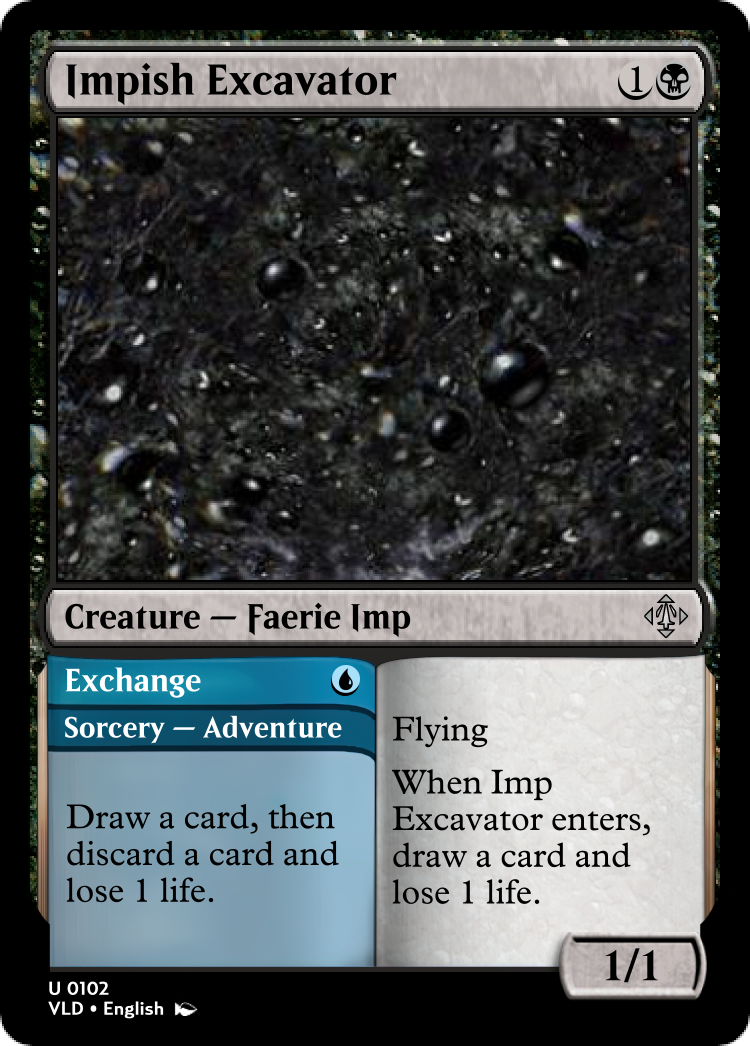 Impish Excavator 1
Creature — Faerie Imp
Exchange
Sorcery — Adventure
Draw a card, then
discard a card and
lose 1 life.
Flying
When Imp
Excavator enters,
draw a card and
lose 1 life.
1/1
U 0102
VLD • English